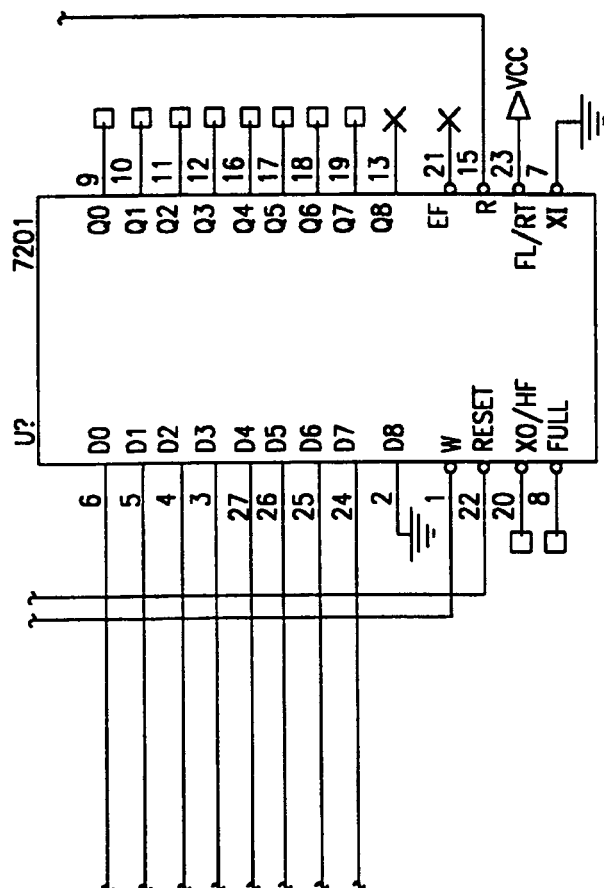 U? 7201
6 D0 Q0 9
5 D1 Q1 10
4 D2 Q2 11
3 D3 Q3 12
27 D4 Q4 16
26 D5 Q5 17
25 D6 Q6 18
24 D7 Q7 19
2 D8 Q8 13
1 W EF 21
22 RESET R 15
20 XO/HF FL/RT 23 VCC
8 FULL XI 7